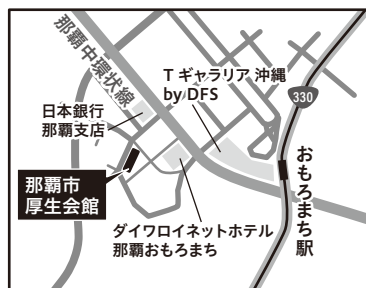 那覇中環状線
Tギャラリア 沖縄
by DFS
330
日本銀行
那覇支店
那覇市
厚生会館
おもろまち駅
ダイワロイネットホテル
那覇おもろまち